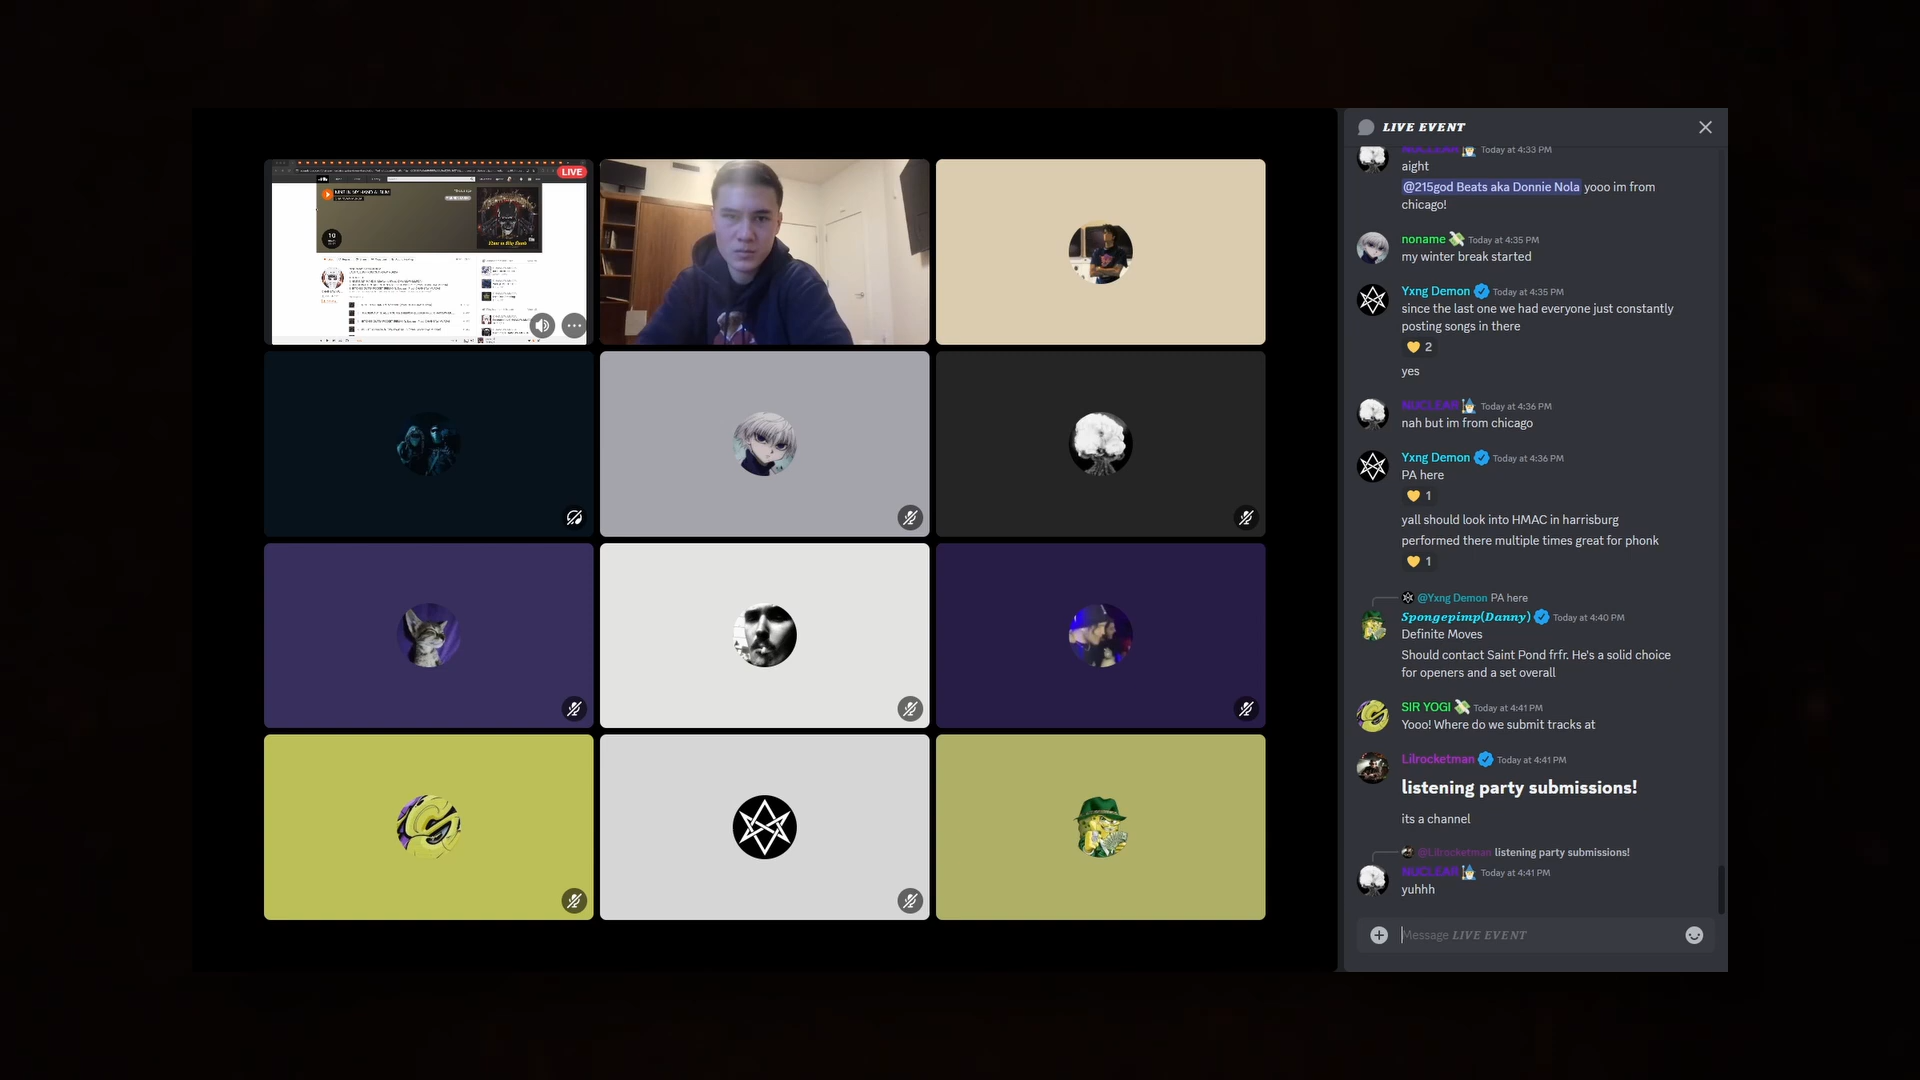 LIVE
10
LIVE EVENT
NUCLEAR Today at 4:33 PM
aight
@215god Beats aka Donnie Nola yooo im from
chicago!
noname Today at 4:35 PM
my winter break started
Yxng Demon Today at 4:35 PM
since the last one we had everyone just constantly
posting songs in there
2
yes
NUCLEAR Today at 4:36 PM
nah but im from chicago
Yxng Demon Today at 4:36 PM
PA here
1
yall should look into HMAC in harrisburg
performed there multiple times great for phonk
1
@Yxng Demon PA here
Spongepimp(Danny) Today at 4:40 PM
Definite Moves
Should contact Saint Pond frfr. He's a solid choice
for openers and a set overall
SIR YOGI Today at 4:41 PM
Yooo! Where do we submit tracks at
Lilrocketman Today at 4:41 PM
listening party submissions!
its a channel
@Lilrocketman listening party submissions!
NUCLEAR Today at 4:41 PM
yuhhh
Message LIVE EVENT